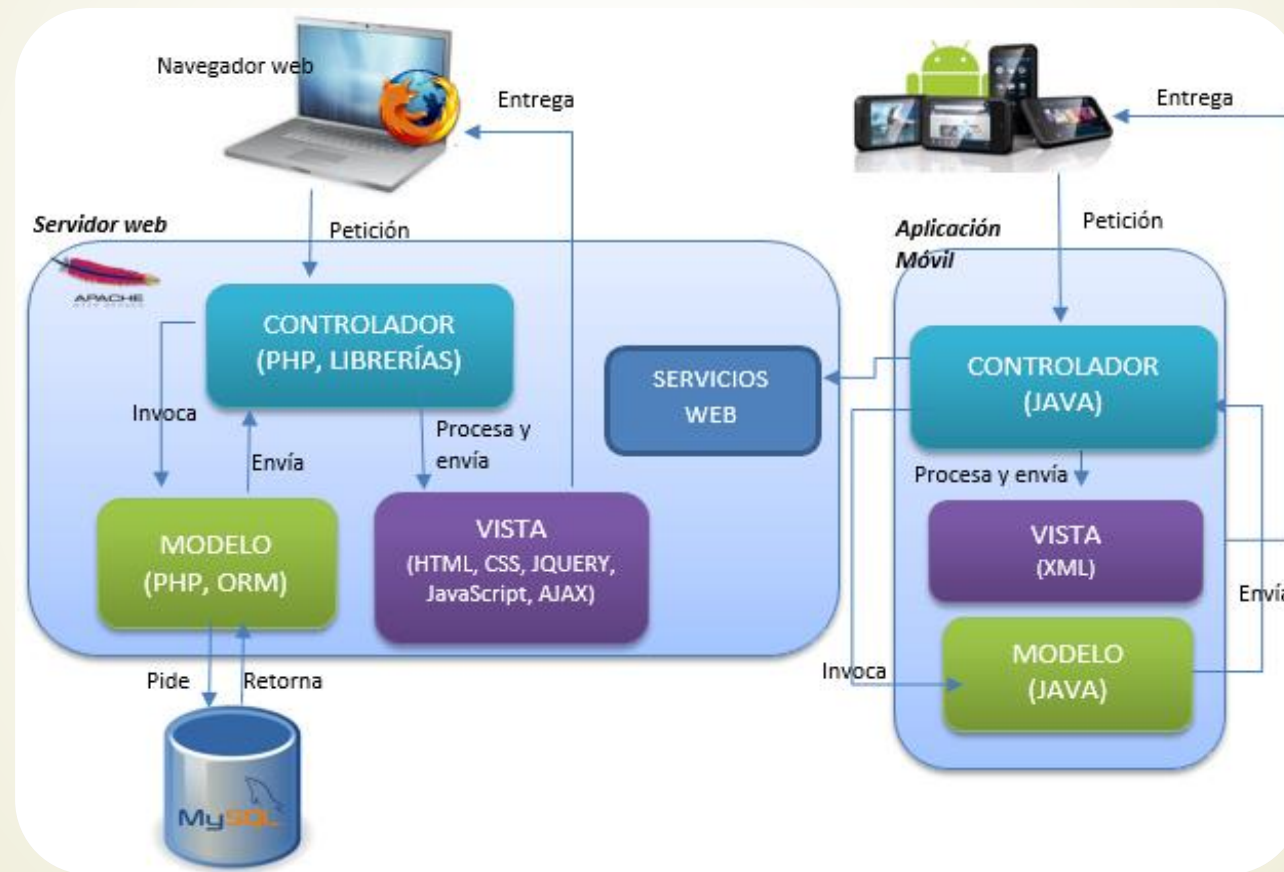 Navegador web
Entrega
Petición
Servidor web
APACHE
CONTROLADOR
(PHP, LIBRERÍAS)
Invoca
Envía
Procesa y
envía
MODELO
(PHP, ORM)
VISTA
(HTML, CSS, JQUERY,
JavaScript, AJAX)
SERVICIOS
WEB
Pide
Retorna
MySQL
Entrega
Petición
Aplicación
Móvil
CONTROLADOR
(JAVA)
Procesa y envía
VISTA
(XML)
Envía
Invoca
MODELO
(JAVA)